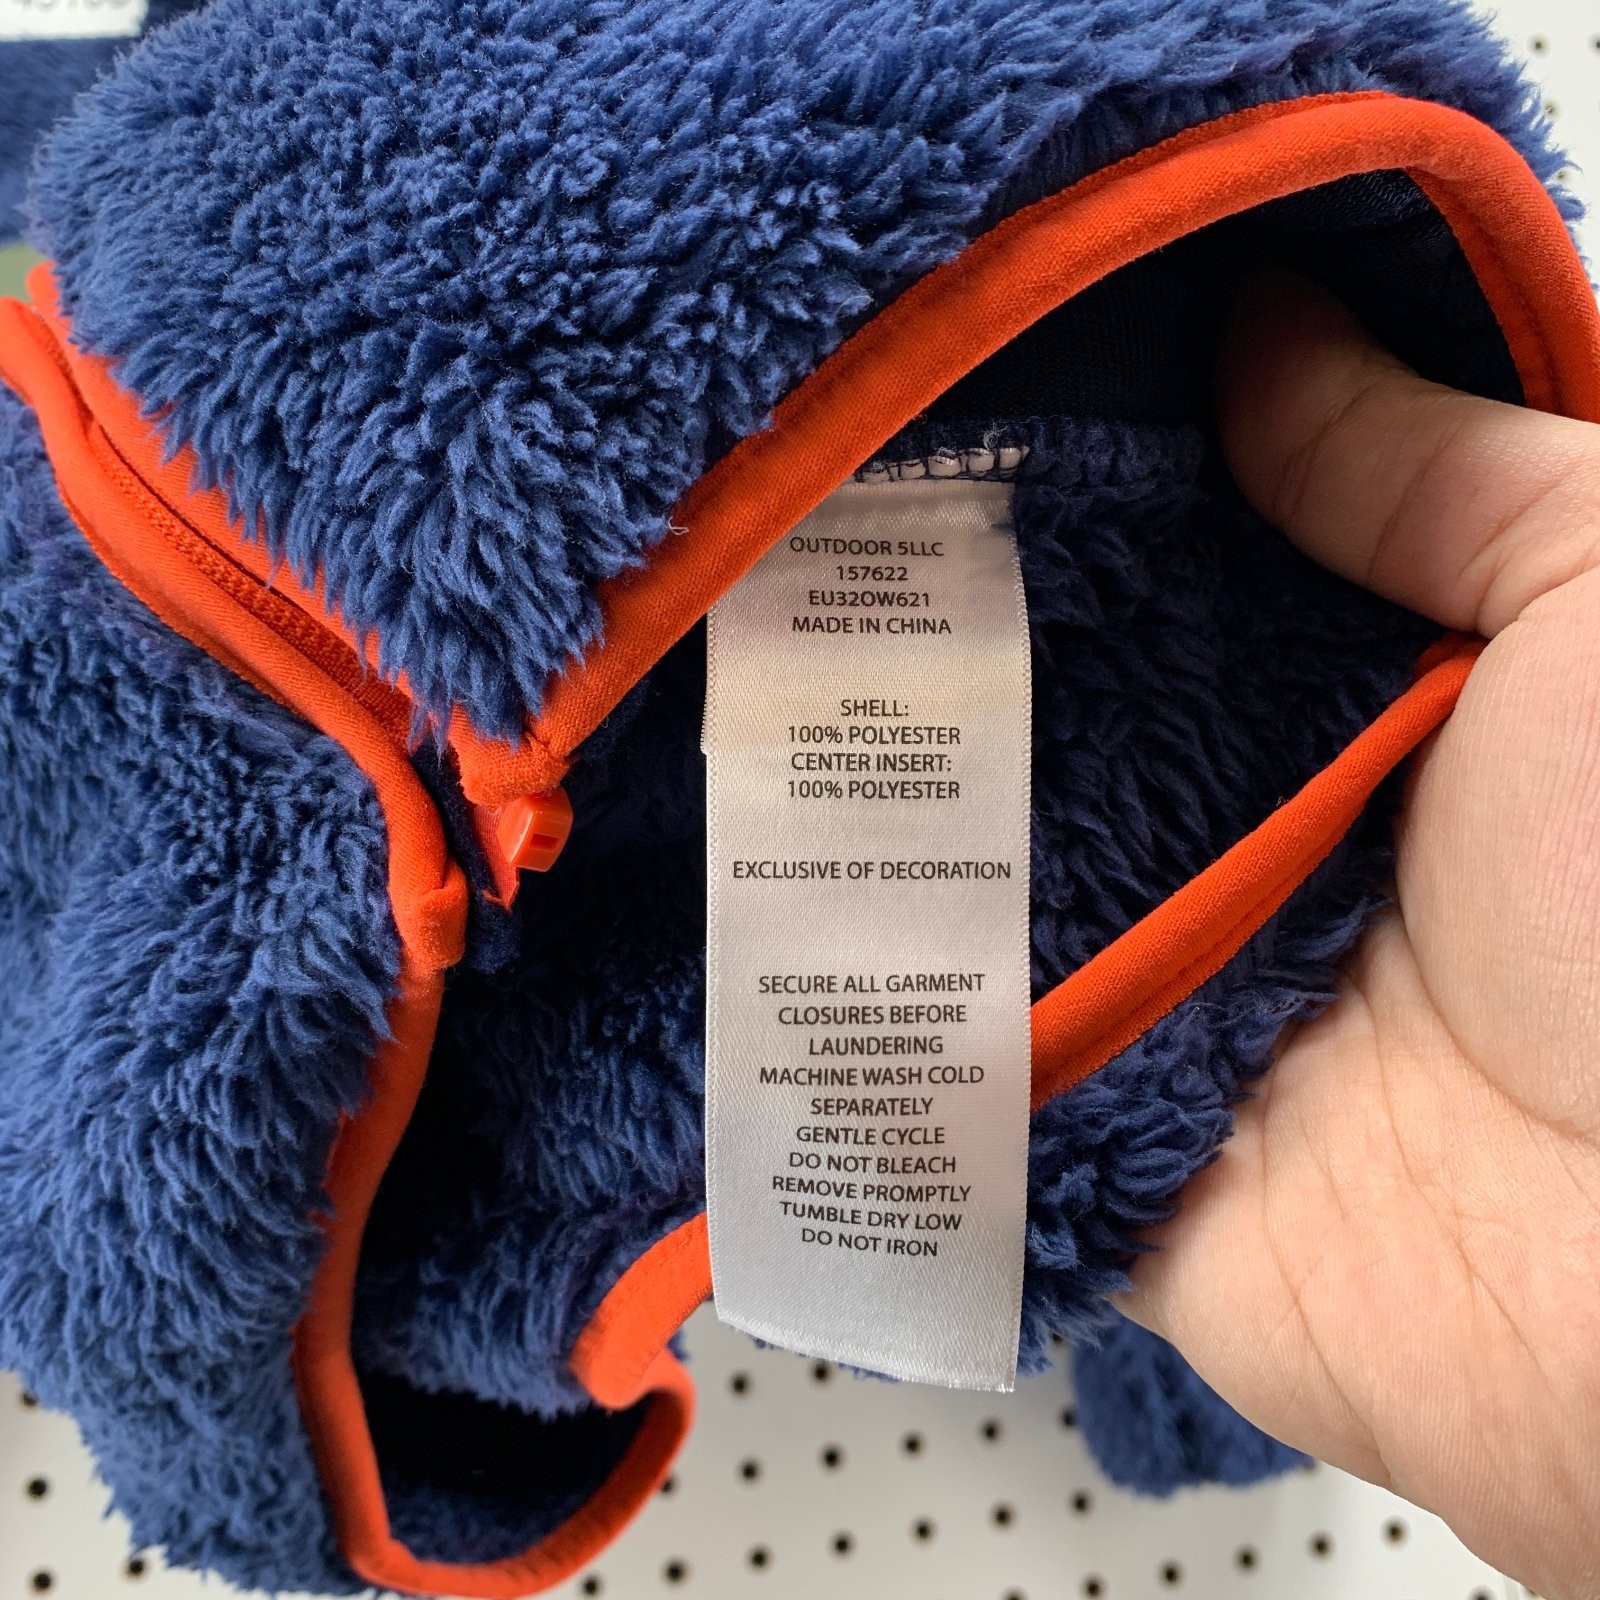 OUTDOOR 5LLC
157622
EU32OW621
MADE IN CHINA
SHELL:
100% POLYESTER
CENTER INSERT:
100% POLYESTER
EXCLUSIVE OF DECORATION
SECURE ALL GARMENT
CLOSURES BEFORE
LAUNDERING
MACHINE WASH COLD
SEPARATELY
GENTLE CYCLE
DO NOT BLEACH
REMOVE PROMPTLY
TUMBLE DRY LOW
DO NOT IRON